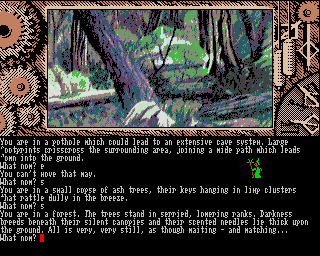 You are in a pothole which could lead to an extensive cave system. Large
footprints crisscross the surrounding area, joining a wide path which leads
down into the ground.
What now? e
You can't move that way.
What now? s
You are in a small copse of ash trees, their keys hanging in limp clusters
that rattle dully in the breeze.
What now? s
You are in a forest. The trees stand in serried, lowering ranks. Darkness
breeds beneath their silent canopies and their scented needles lie thick upon
the ground. All is very, very still, as though waiting - and watching...
What now?